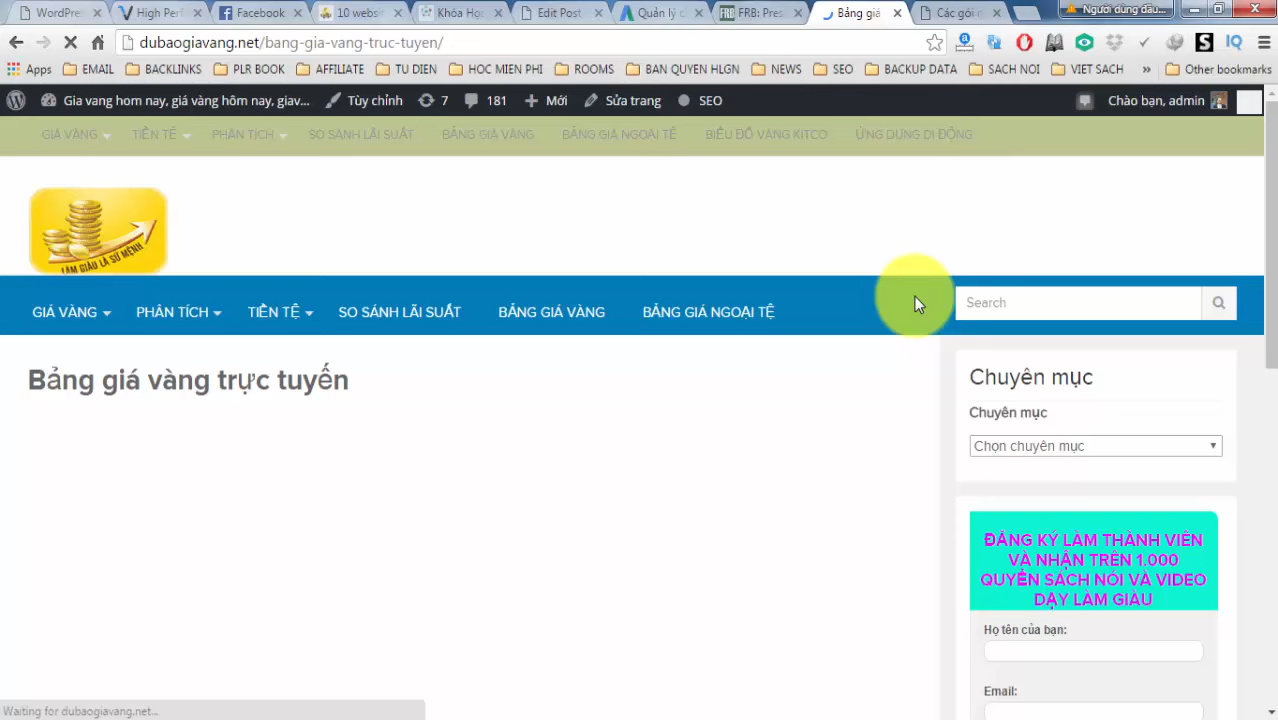 WordPres
High Perf
Facebook
10 websi
Khóa Học
Edit Post
Quản lý c
FRB: Pres
Bảng giá
Các gói
Người dùng đầu...
dubaogiavang.net/bang-gia-vang-truc-tuyen/
Apps
EMAIL
BACKLINKS
PLR BOOK
AFFILIATE
TU DIEN
HOC MIEN PHI
ROOMS
BAN QUYEN HLGN
NEWS
SEO
BACKUP DATA
SACH NOI
VIET SACH
»
Other bookmarks
Gia vang hom nay, giá vàng hôm nay, giav...
Tùy chỉnh
7
181
Mới
Sửa trang
SEO
Chào bạn, admin
GIÁ VÀNG
TIỀN TỆ
PHÂN TÍCH
SO SÁNH LÃI SUẤT
BẢNG GIÁ VÀNG
BẢNG GIÁ NGOẠI TỆ
BIỂU ĐỒ VÀNG KITCO
ỨNG DỤNG DI ĐỘNG
LÀM GIÀU LÀ SỨ MỆNH
GIÁ VÀNG
PHÂN TÍCH
TIỀN TỆ
SO SÁNH LÃI SUẤT
BẢNG GIÁ VÀNG
BẢNG GIÁ NGOẠI TỆ
Search
Bảng giá vàng trực tuyến
Chuyên mục
Chuyên mục
Chọn chuyên mục
ĐĂNG KÝ LÀM THÀNH VIÊN
VÀ NHẬN TRÊN 1.000
QUYỂN SÁCH NÓI VÀ VIDEO
DẠY LÀM GIÀU
Họ tên của bạn:
Email:
Waiting for dubaogiavang.net...